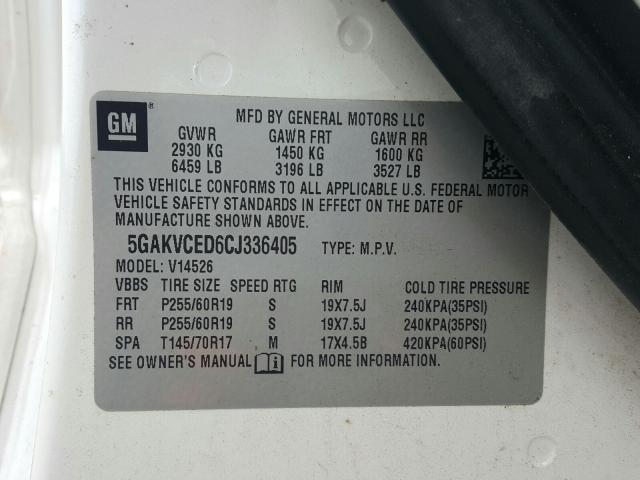 GM ®
MFD BY GENERAL MOTORS LLC
GVWR GAWR FRT GAWR RR
2930 KG 1450 KG 1600 KG
6459 LB 3196 LB 3527 LB
THIS VEHICLE CONFORMS TO ALL APPLICABLE U.S. FEDERAL MOTOR
VEHICLE SAFETY STANDARDS IN EFFECT ON THE DATE OF
MANUFACTURE SHOWN ABOVE.
5GAKVCED6CJ336405 TYPE: M.P.V.
MODEL: V14526
VBBS TIRE SIZE SPEED RTG RIM COLD TIRE PRESSURE
FRT P255/60R19 S 19X7.5J 240KPA(35PSI)
RR P255/60R19 S 19X7.5J 240KPA(35PSI)
SPA T145/70R17 M 17X4.5B 420KPA(60PSI)
SEE OWNER'S MANUAL FOR MORE INFORMATION.